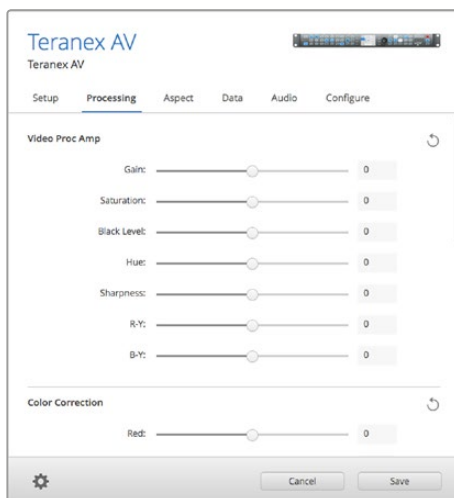 Teranex AV
Teranex AV
Setup Processing Aspect Data Audio Configure
Video Proc Amp
Gain: 0
Saturation: 0
Black Level: 0
Hue: 0
Sharpness: 0
R-Y: 0
B-Y: 0
Color Correction
Red: 0
Cancel Save